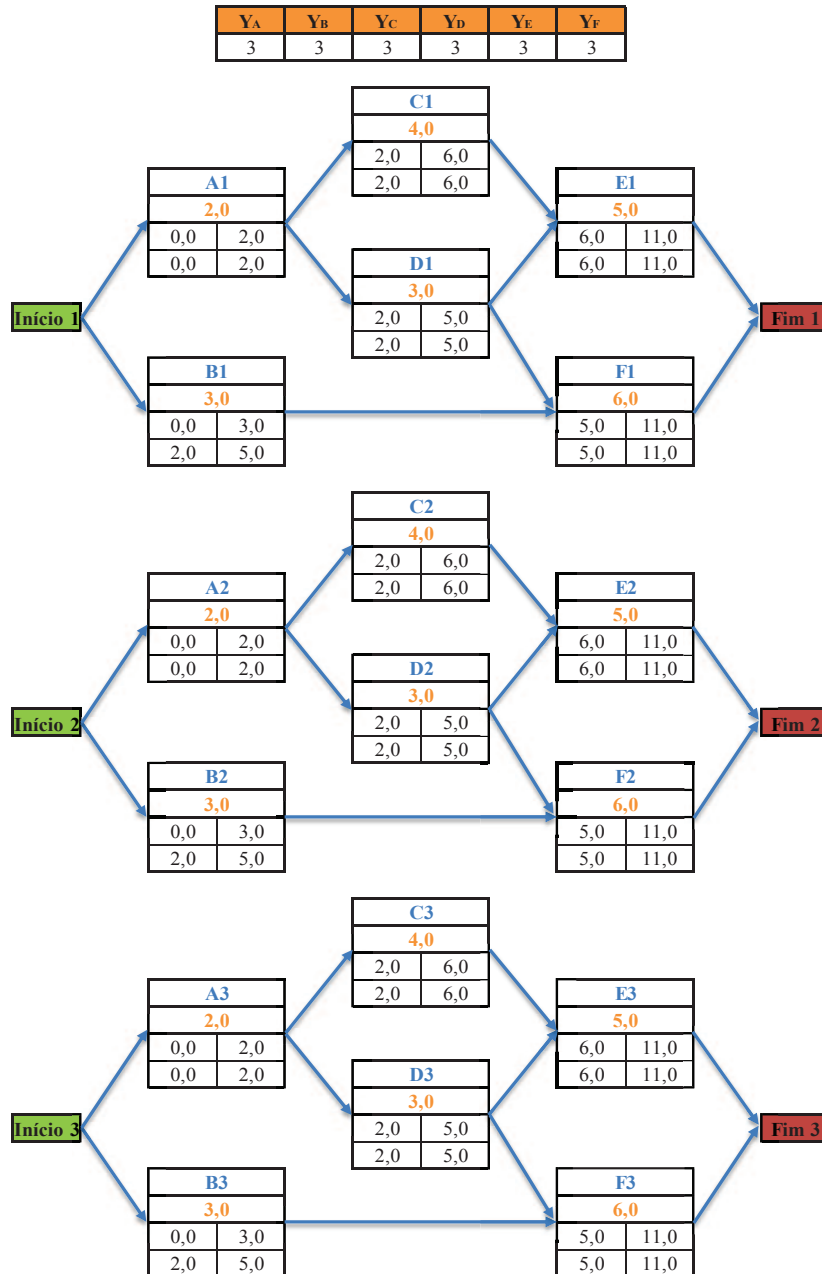 YA YB YC YD YE YF
3 3 3 3 3 3
C1
4,0
2,0 6,0
2,0 6,0
A1
2,0
0,0 2,0
0,0 2,0
E1
5,0
6,0 11,0
6,0 11,0
D1
3,0
2,0 5,0
2,0 5,0
Início 1
Fim 1
B1
3,0
0,0 3,0
2,0 5,0
F1
6,0
5,0 11,0
5,0 11,0
C2
4,0
2,0 6,0
2,0 6,0
A2
2,0
0,0 2,0
0,0 2,0
E2
5,0
6,0 11,0
6,0 11,0
D2
3,0
2,0 5,0
2,0 5,0
Início 2
Fim 2
B2
3,0
0,0 3,0
2,0 5,0
F2
6,0
5,0 11,0
5,0 11,0
C3
4,0
2,0 6,0
2,0 6,0
A3
2,0
0,0 2,0
0,0 2,0
E3
5,0
6,0 11,0
6,0 11,0
D3
3,0
2,0 5,0
2,0 5,0
Início 3
Fim 3
B3
3,0
0,0 3,0
2,0 5,0
F3
6,0
5,0 11,0
5,0 11,0